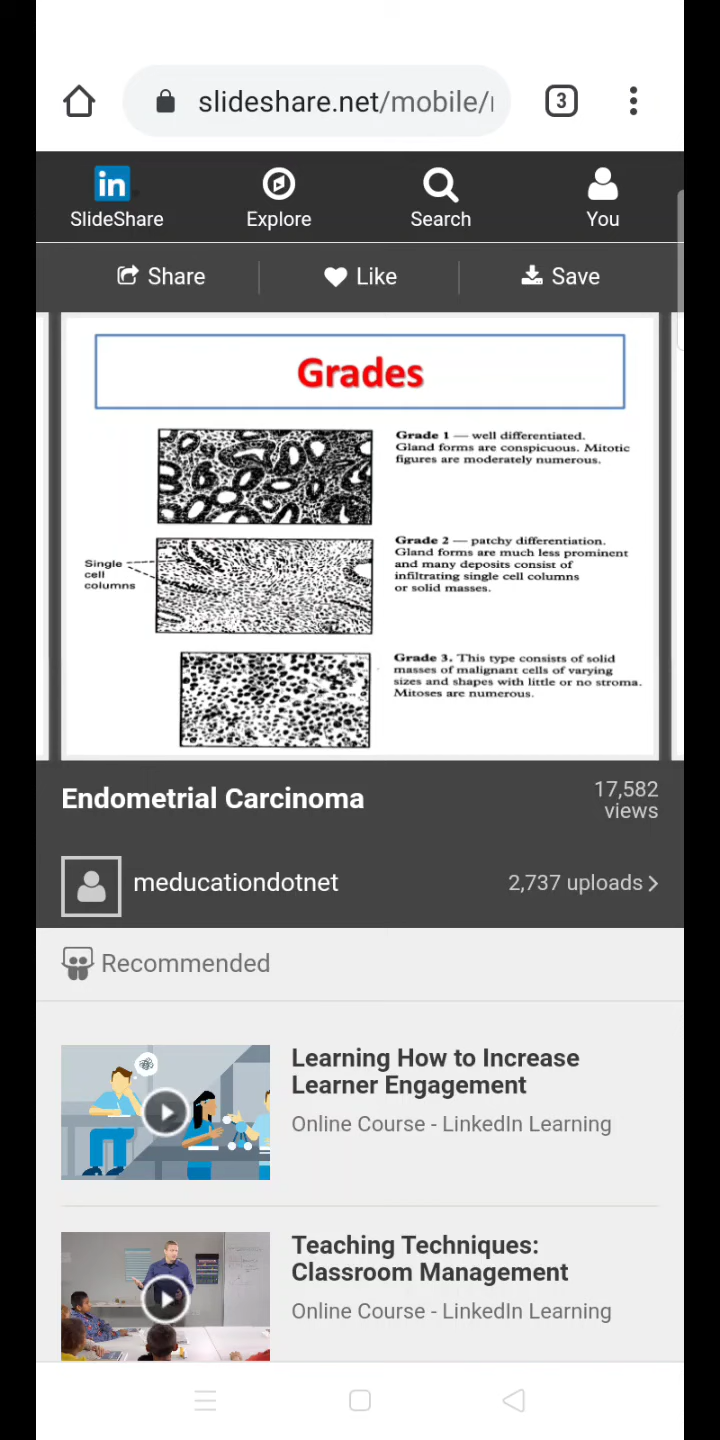 slideshare.net/mobile/
3
in
SlideShare
Explore
Search
You
Share
Like
Save
Grades
Grade 1 — well differentiated.
Gland forms are conspicuous. Mitotic
figures are moderately numerous.
Grade 2 — patchy differentiation.
Gland forms are much less prominent
and many deposits consist of
infiltrating single cell columns
or solid masses.
Single
cell
columns
Grade 3. This type consists of solid
masses of malignant cells of varying
sizes and shapes with little or no stroma.
Mitoses are numerous.
Endometrial Carcinoma
17,582
views
meducationdotnet
2,737 uploads
Recommended
Learning How to Increase
Learner Engagement
Online Course - LinkedIn Learning
Teaching Techniques:
Classroom Management
Online Course - LinkedIn Learning